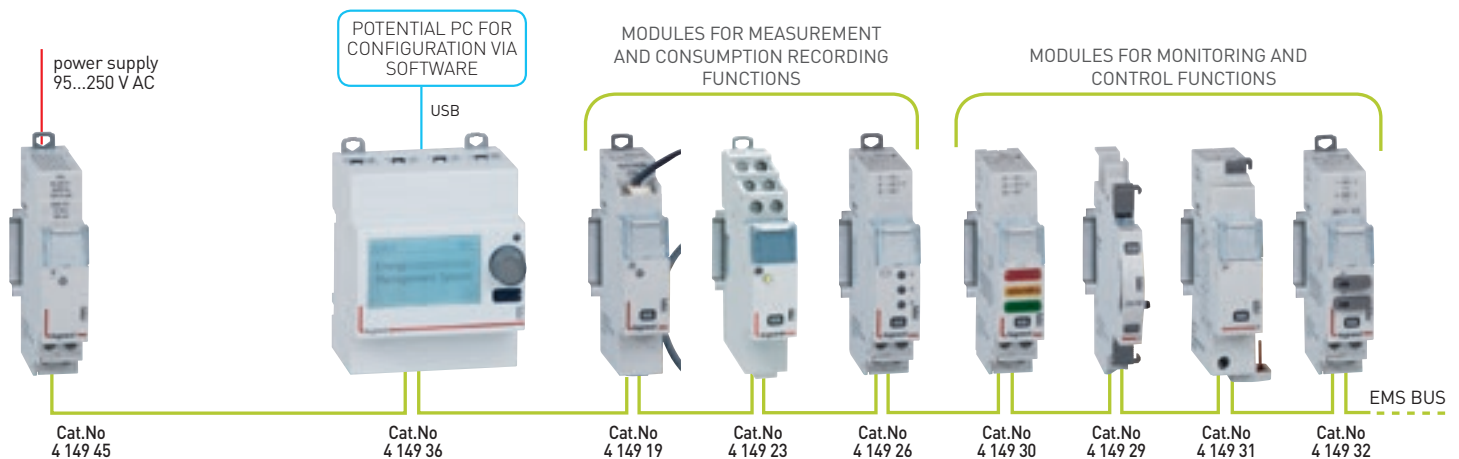 power supply
95...250 V AC
POTENTIAL PC FOR
CONFIGURATION VIA
SOFTWARE
USB
MODULES FOR MEASUREMENT
AND CONSUMPTION RECORDING
FUNCTIONS
MODULES FOR MONITORING AND
CONTROL FUNCTIONS
EMS BUS
Cat.No
4 149 45
Cat.No
4 149 36
Cat.No
4 149 19
Cat.No
4 149 23
Cat.No
4 149 26
Cat.No
4 149 30
Cat.No
4 149 29
Cat.No
4 149 31
Cat.No
4 149 32